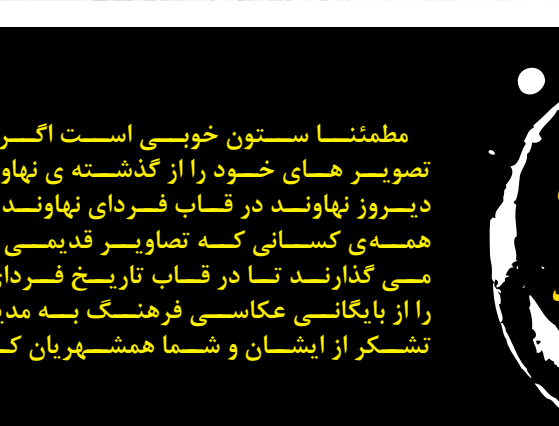 مطمئنا ستون خوبی است اگر
تصویر های خود را از گذشته ی نهاو
دیروز نهاوند در قاب فردای نهاوند
همه‌ی کسانی که تصاویر قدیمی
می گذارند تا در قاب تاریخ فردای
را از بایگانی عکاسی فرهنگ به مدی
تشکر از ایشان و شما همشهریان ک